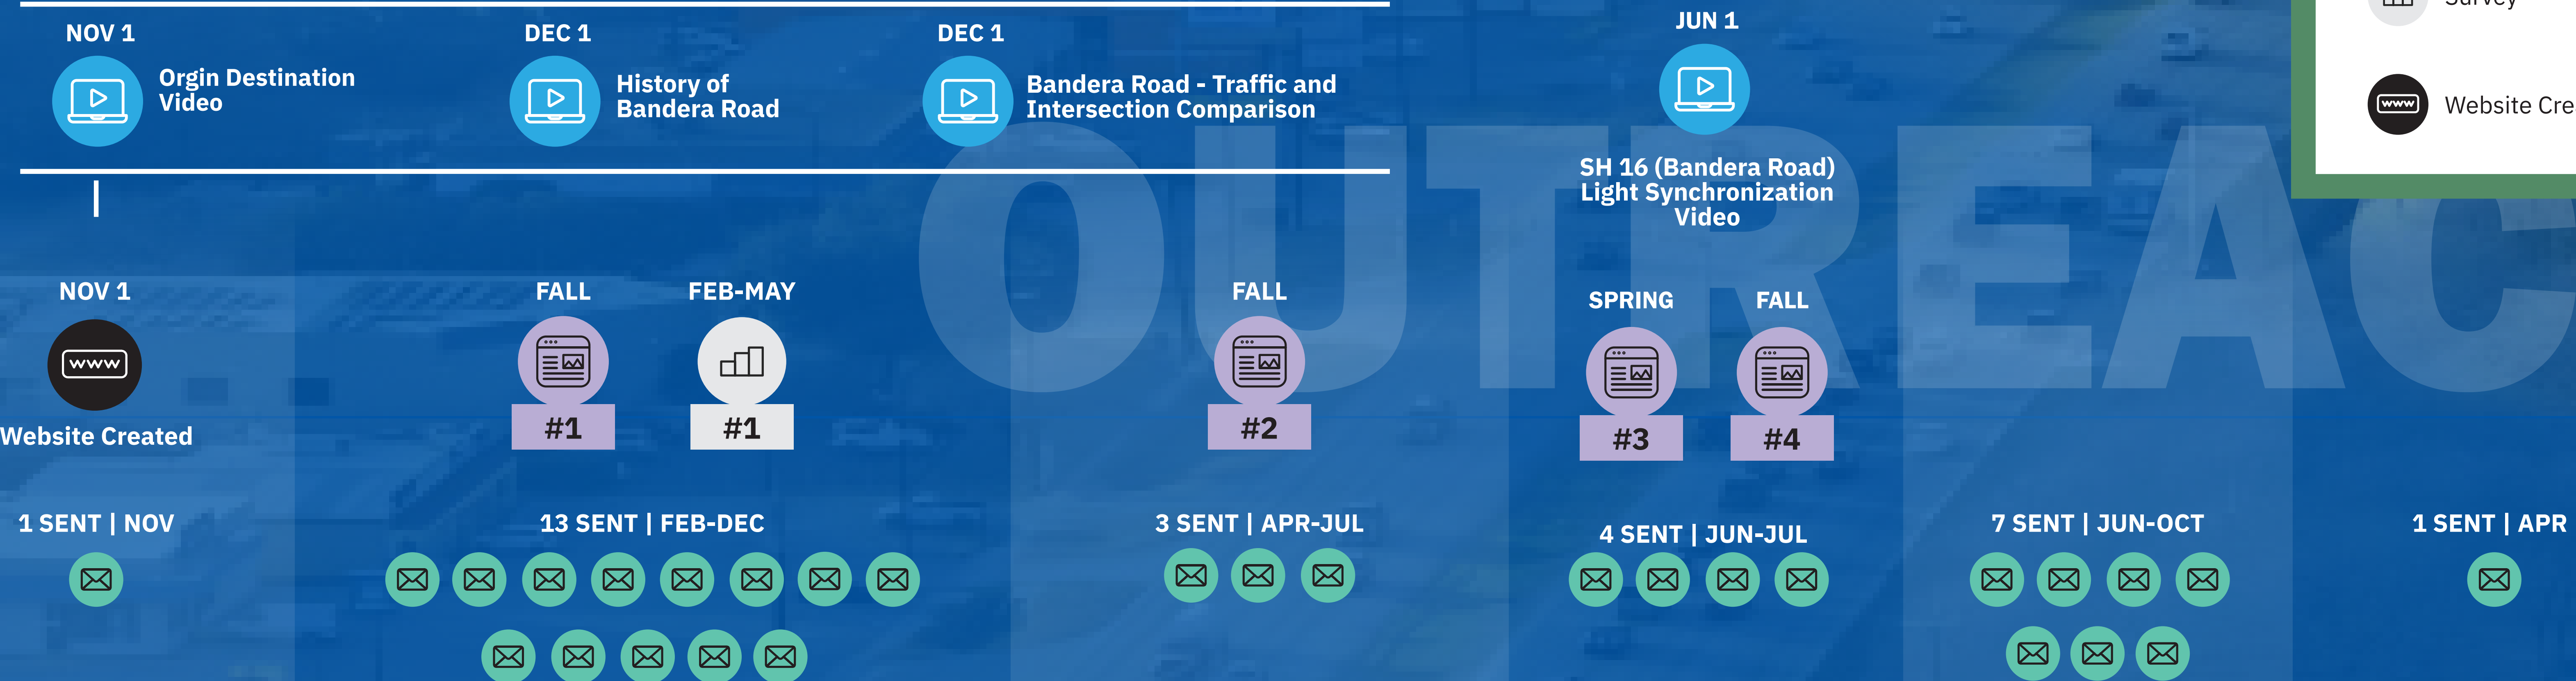 NOV 1
Orgin Destination
Video
DEC 1
History of
Bandera Road
DEC 1
Bandera Road - Traffic and
Intersection Comparison
JUN 1
SH 16 (Bandera Road)
Light Synchronization
Video
Survey
www
Website Cre
OUTREAC
NOV 1
www
Website Created
FALL
#1
FEB-MAY
#1
FALL
#2
SPRING
#3
FALL
#4
1 SENT | NOV
13 SENT | FEB-DEC
3 SENT | APR-JUL
4 SENT | JUN-JUL
7 SENT | JUN-OCT
1 SENT | APR